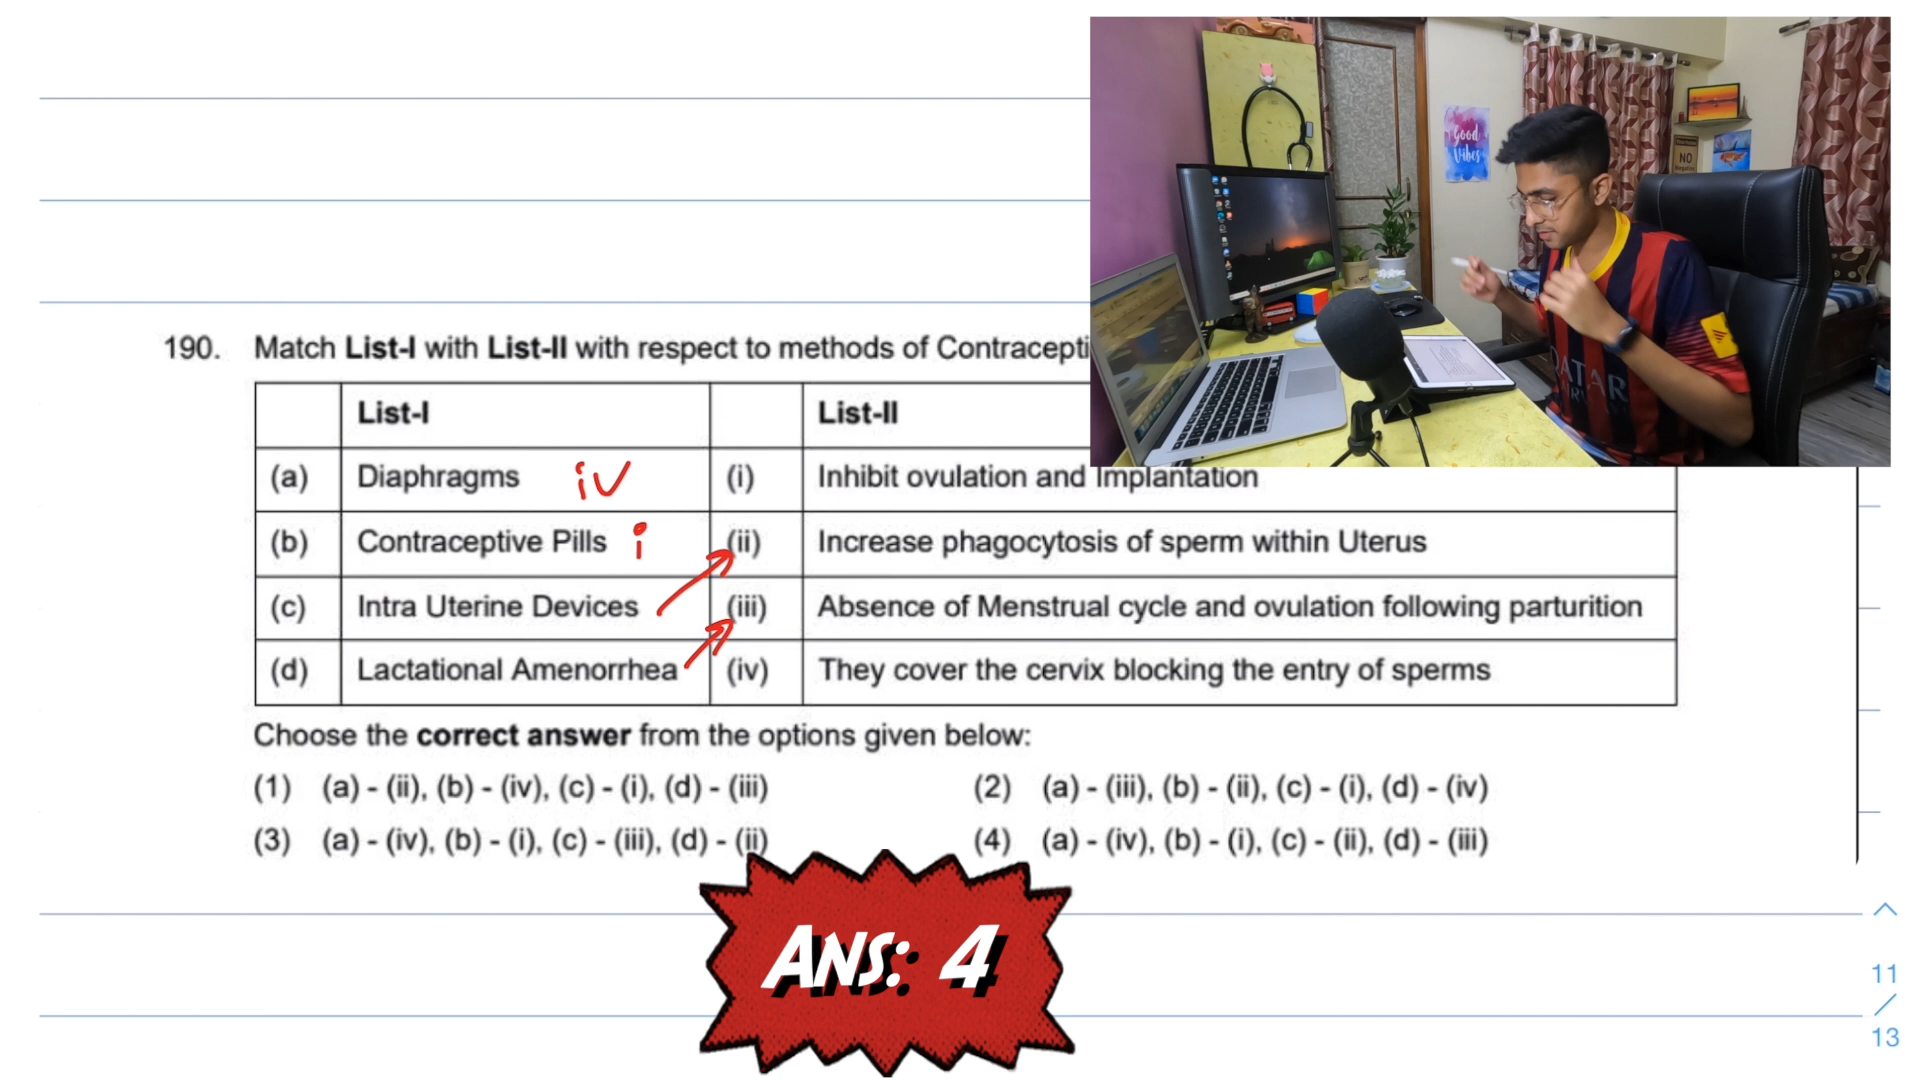 Good
Vibes
NO
190. Match List-I with List-II with respect to methods of Contracepti
List-I List-II
(a) Diaphragms iv (i) Inhibit ovulation and Implantation
(b) Contraceptive Pills i (ii) Increase phagocytosis of sperm within Uterus
(c) Intra Uterine Devices (iii) Absence of Menstrual cycle and ovulation following parturition
(d) Lactational Amenorrhea (iv) They cover the cervix blocking the entry of sperms
Choose the correct answer from the options given below:
(1) (a) - (ii), (b) - (iv), (c) - (i), (d) - (iii) (2) (a) - (iii), (b) - (ii), (c) - (i), (d) - (iv)
(3) (a) - (iv), (b) - (i), (c) - (iii), (d) - (ii) (4) (a) - (iv), (b) - (i), (c) - (ii), (d) - (iii)
ANS: 4
11
/
13